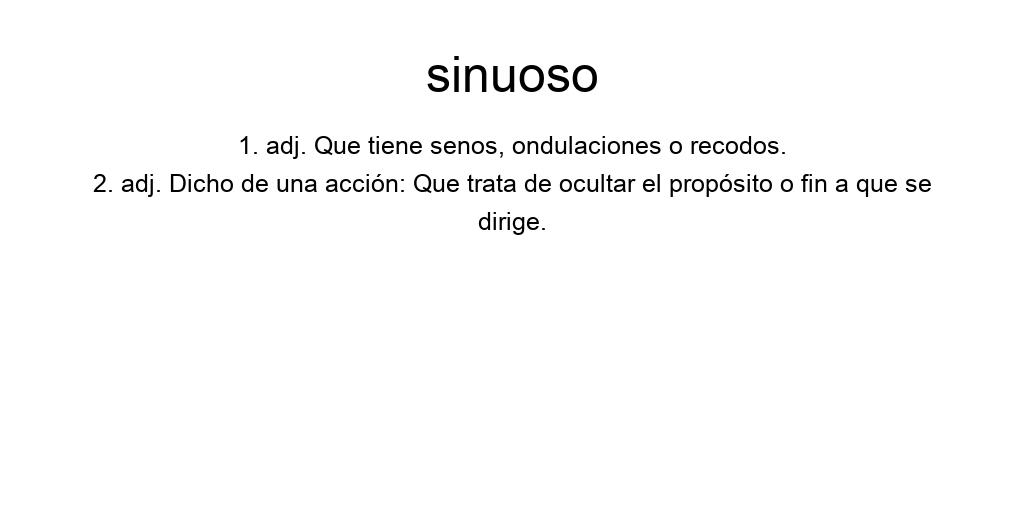 sinuoso
1. adj. Que tiene senos, ondulaciones o recodos.
2. adj. Dicho de una acción: Que trata de ocultar el propósito o fin a que se
dirige.